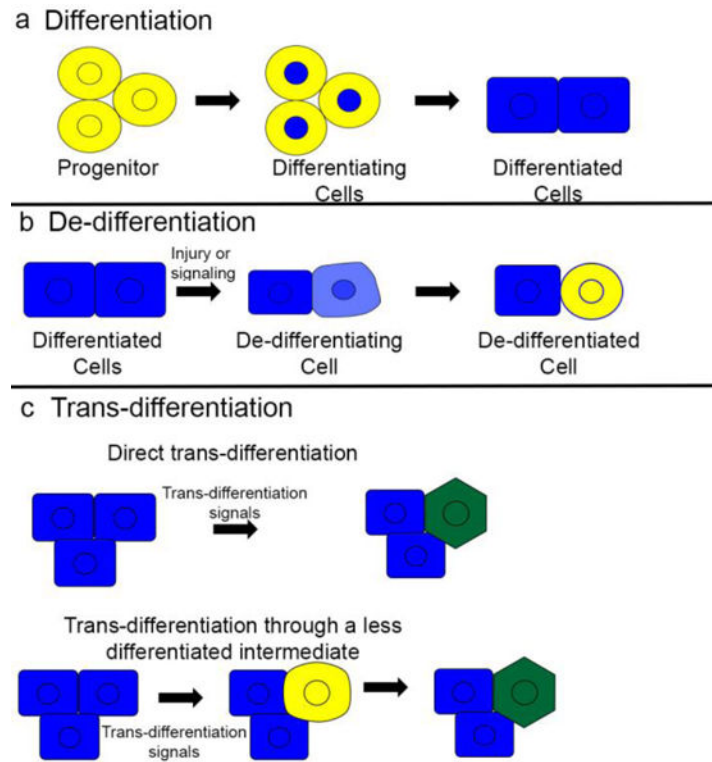 a Differentiation
Progenitor
Differentiating
Cells
Differentiated
Cells
b De-differentiation
Injury or
signaling
Differentiated
Cells
De-differentiating
Cell
De-differentiated
Cell
c Trans-differentiation
Direct trans-differentiation
Trans-differentiation
signals
Trans-differentiation through a less
differentiated intermediate
Trans-differentiation
signals